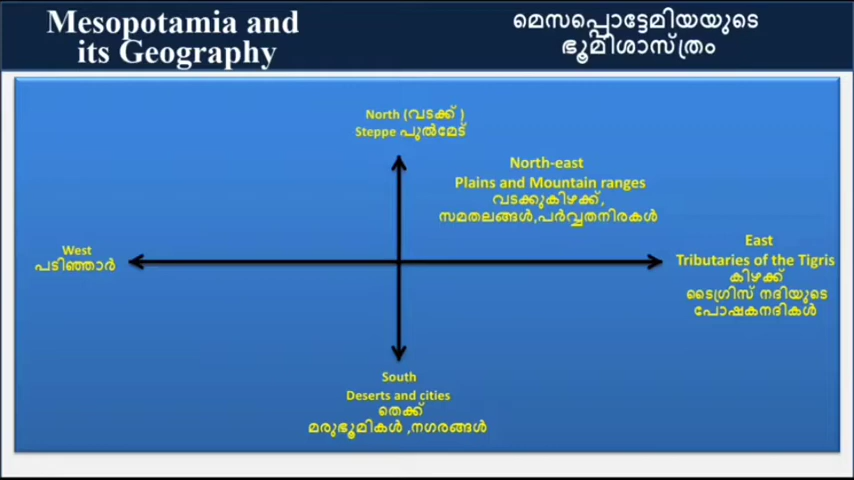 Mesopotamia and
its Geography
മെസപ്പൊട്ടേമിയയുടെ
ഭൂമിശാസ്ത്രം
North (വടക്ക് )
Steppe പുൽമേട്
North-east
Plains and Mountain ranges
വടക്കുകിഴക്ക്,
സമതലങ്ങൾ,പർവ്വതനിരകൾ
West
പടിഞ്ഞാർ
East
Tributaries of the Tigris
കിഴക്ക്
ടൈഗ്രിസ് നദിയുടെ
പോഷകനദികൾ
South
Deserts and cities
തെക്ക്
മരുഭൂമികൾ ,നഗരങ്ങൾ